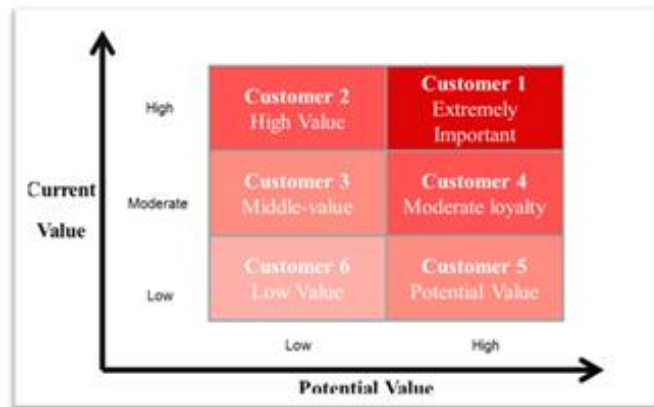 High
Customer 2
High Value
Customer 1
Extremely
Important
Current
Value
Moderate
Customer 3
Middle-value
Customer 4
Moderate loyalty
Low
Customer 6
Low Value
Customer 5
Potential Value
Low
High
Potential Value